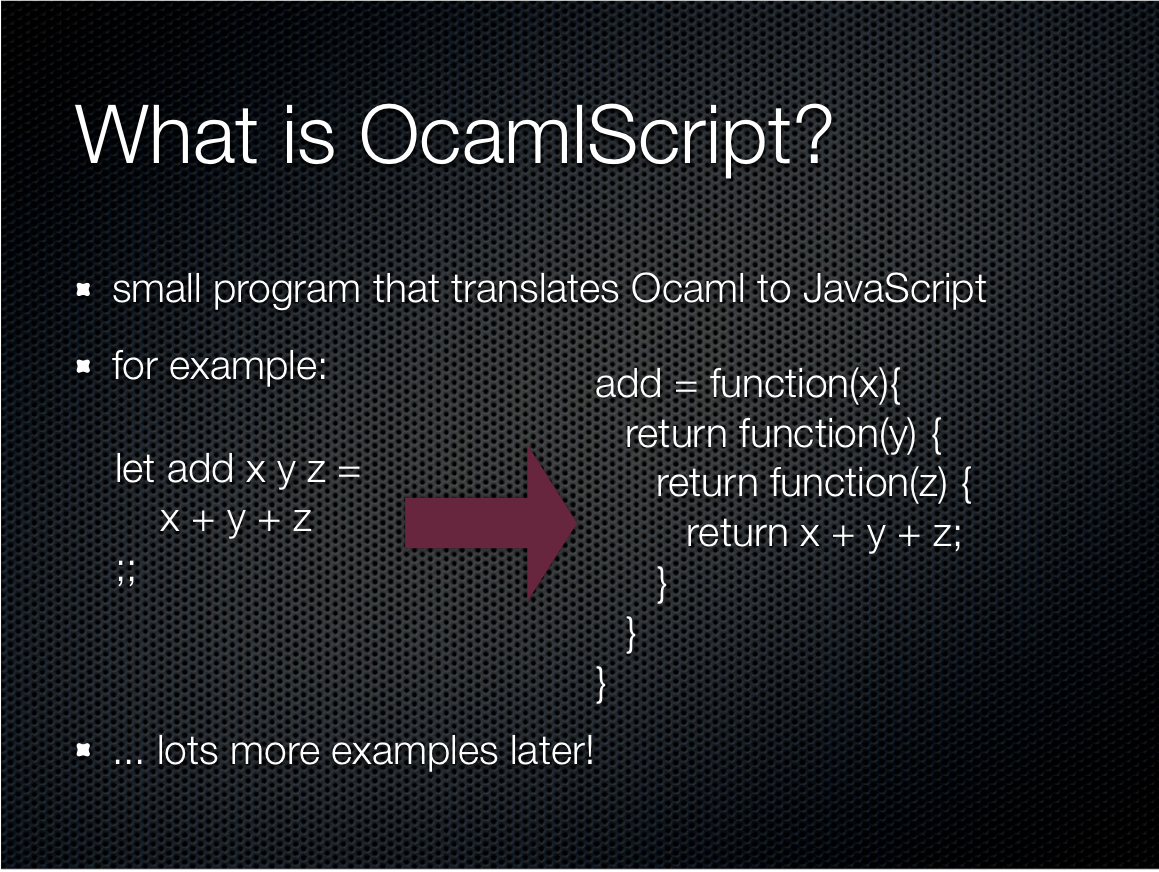 What is OcamlScript?
small program that translates Ocaml to JavaScript
for example:
let add x y z =
x + y + z
;;
add = function(x){
return function(y) {
return function(z) {
return x + y + z;
}
}
}
... lots more examples later!